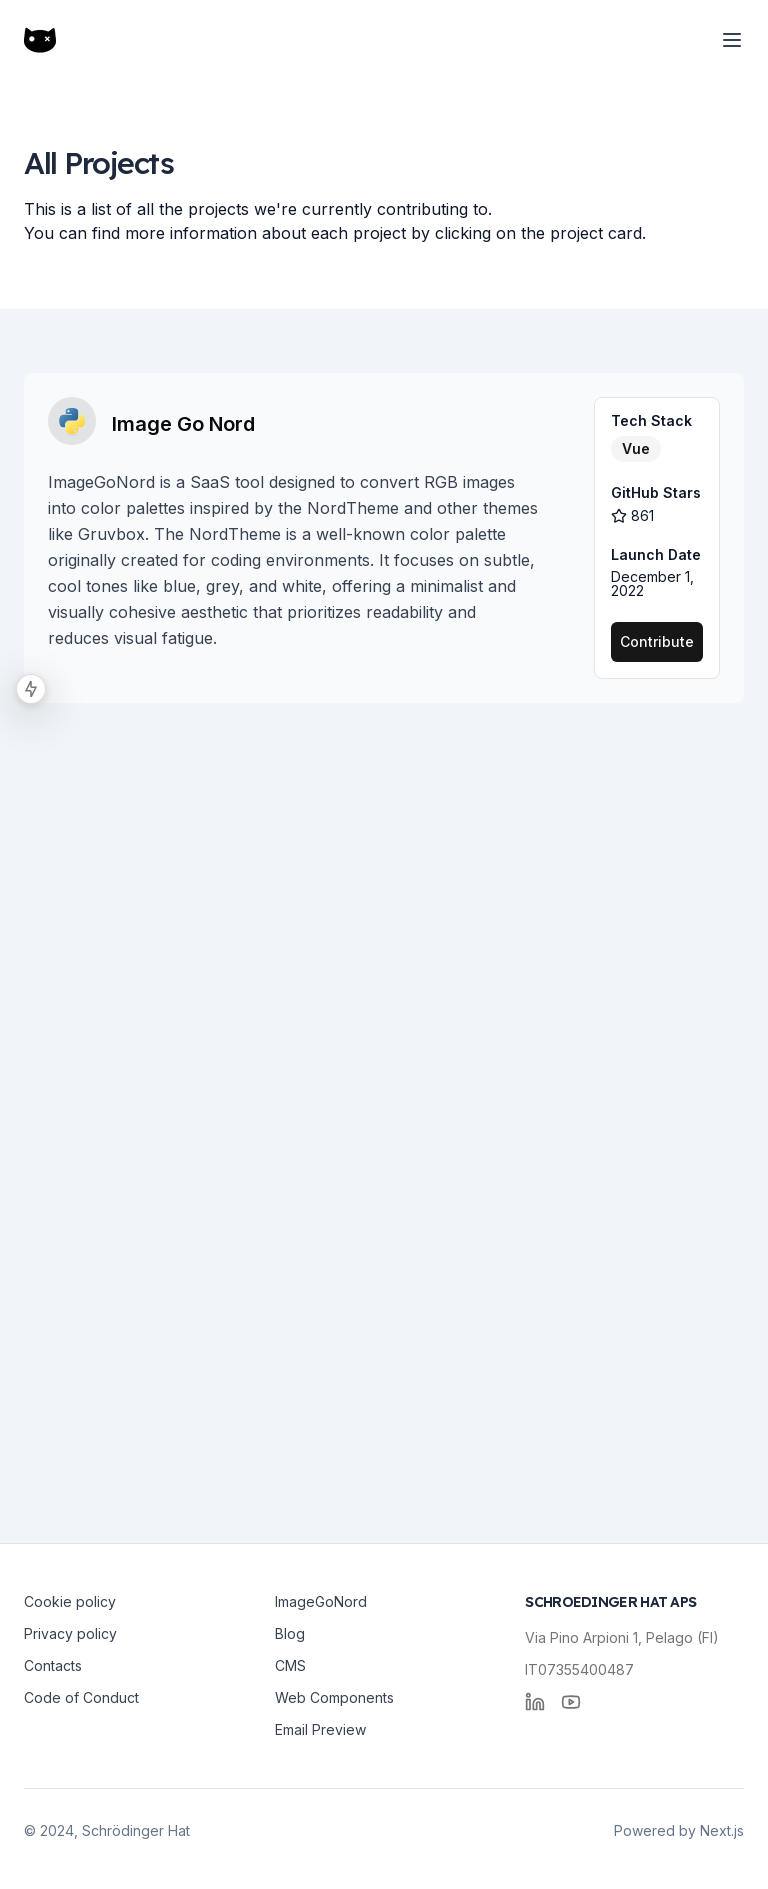 All Projects
This is a list of all the projects we're currently contributing to.
You can find more information about each project by clicking on the project card.
Image Go Nord
ImageGoNord is a SaaS tool designed to convert RGB images
into color palettes inspired by the NordTheme and other themes
like Gruvbox. The NordTheme is a well-known color palette
originally created for coding environments. It focuses on subtle,
cool tones like blue, grey, and white, offering a minimalist and
visually cohesive aesthetic that prioritizes readability and
reduces visual fatigue.
Tech Stack
Vue
GitHub Stars
861
Launch Date
December 1,
2022
Contribute
Cookie policy
Privacy policy
Contacts
Code of Conduct
ImageGoNord
Blog
CMS
Web Components
Email Preview
SCHROEDINGER HAT APS
Via Pino Arpioni 1, Pelago (FI)
IT07355400487
© 2024, Schrödinger Hat
Powered by Next.js